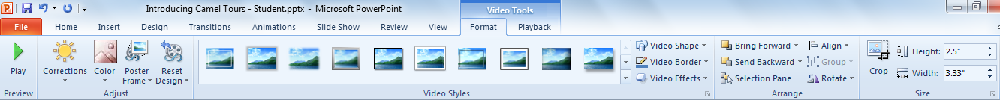 Introducing Camel Tours - Student.pptx - Microsoft PowerPoint
Video Tools
File Home Insert Design Transitions Animations Slide Show Review View Format Playback
Play
Corrections
Color
Poster
Frame
Reset
Design
Video Shape
Video Border
Video Effects
Bring Forward
Send Backward
Selection Pane
Align
Group
Rotate
Crop
Height: 2.5"
Width: 3.33"
Preview Adjust Video Styles Arrange Size